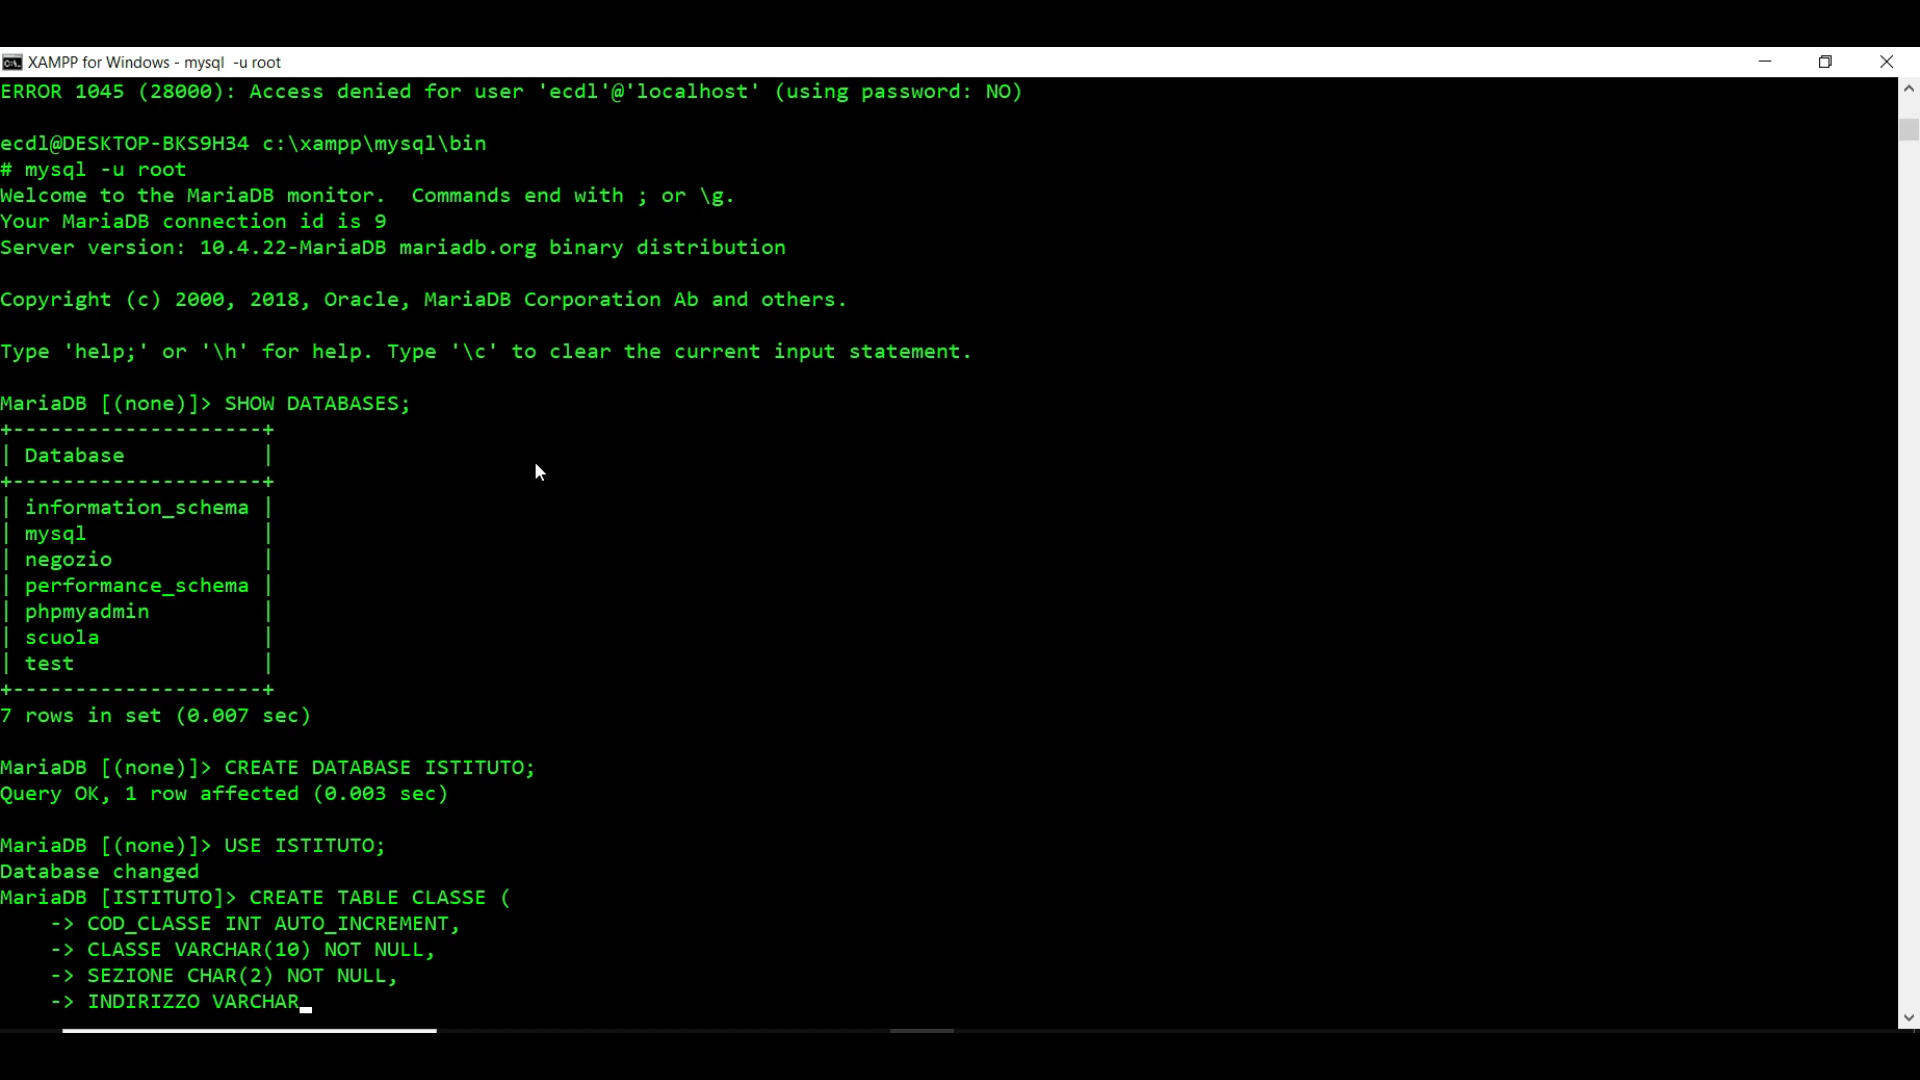 XAMPP for Windows - mysql  -u root
ERROR 1045 (28000): Access denied for user 'ecdl'@'localhost' (using password: NO)
ecdl@DESKTOP-BKS9H34 c:\xampp\mysql\bin
# mysql -u root
Welcome to the MariaDB monitor.  Commands end with ; or \g.
Your MariaDB connection id is 9
Server version: 10.4.22-MariaDB mariadb.org binary distribution
Copyright (c) 2000, 2018, Oracle, MariaDB Corporation Ab and others.
Type 'help;' or '\h' for help. Type '\c' to clear the current input statement.
MariaDB [(none)]> SHOW DATABASES;
+--------------------+
| Database           |
+--------------------+
| information_schema |
| mysql              |
| negozio            |
| performance_schema |
| phpmyadmin         |
| scuola             |
| test               |
+--------------------+
7 rows in set (0.007 sec)
MariaDB [(none)]> CREATE DATABASE ISTITUTO;
Query OK, 1 row affected (0.003 sec)
MariaDB [(none)]> USE ISTITUTO;
Database changed
MariaDB [ISTITUTO]> CREATE TABLE CLASSE (
    -> COD_CLASSE INT AUTO_INCREMENT,
    -> CLASSE VARCHAR(10) NOT NULL,
    -> SEZIONE CHAR(2) NOT NULL,
    -> INDIRIZZO VARCHAR